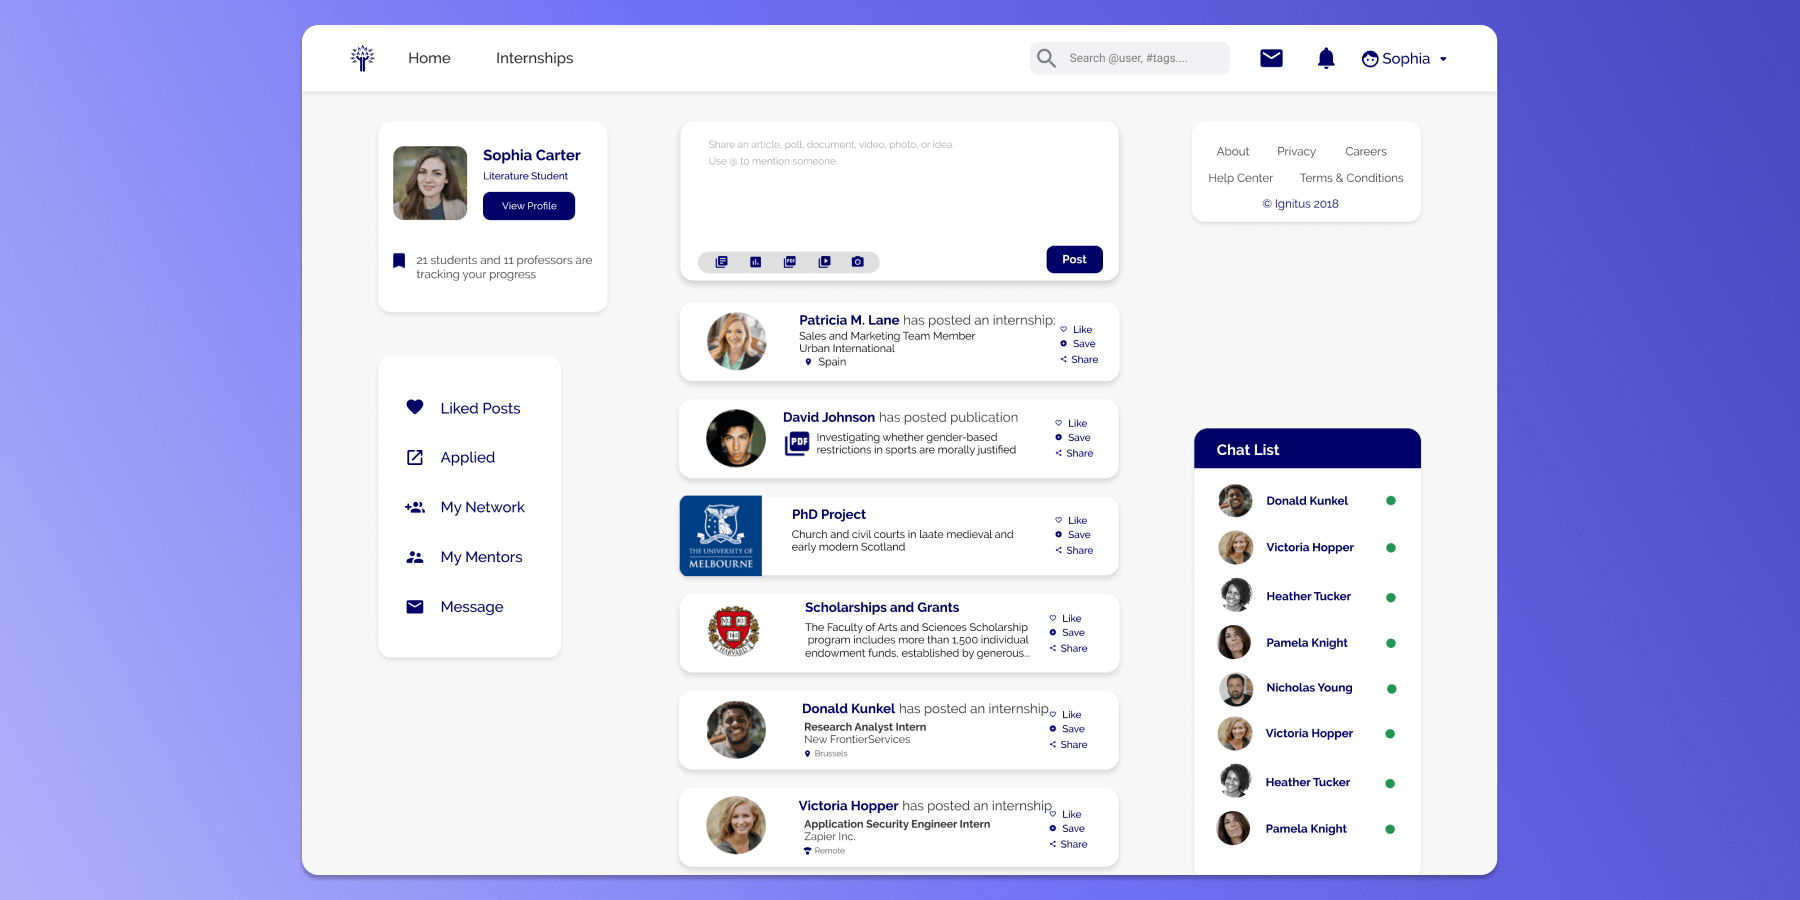 Home
Internships
Search @user, #tags....
Sophia
Sophia Carter
Literature Student
View Profile
21 students and 11 professors are
tracking your progress
Liked Posts
Applied
My Network
My Mentors
Message
Share an article, poll, document, video, photo, or idea.
Use @ to mention someone.
PDF
Post
Patricia M. Lane has posted an internship:
Sales and Marketing Team Member
Urban International
Spain
Like
Save
Share
David Johnson has posted publication
PDF
Investigating whether gender-based
restrictions in sports are morally justified
Like
Save
Share
THE UNIVERSITY OF
MELBOURNE
PhD Project
Church and civil courts in laate medieval and
early modern Scotland
Like
Save
Share
VE RI
TAS
HARVARD
Scholarships and Grants
The Faculty of Arts and Sciences Scholarship
program includes more than 1,500 individual
endowment funds, established by generous...
Like
Save
Share
Donald Kunkel has posted an internship
Research Analyst Intern
New FrontierServices
Brussels
Like
Save
Share
Victoria Hopper has posted an internship
Application Security Engineer Intern
Zapier Inc.
Remote
Like
Save
Share
About
Privacy
Careers
Help Center
Terms & Conditions
© Ignitus 2018
Chat List
Donald Kunkel
Victoria Hopper
Heather Tucker
Pamela Knight
Nicholas Young
Victoria Hopper
Heather Tucker
Pamela Knight